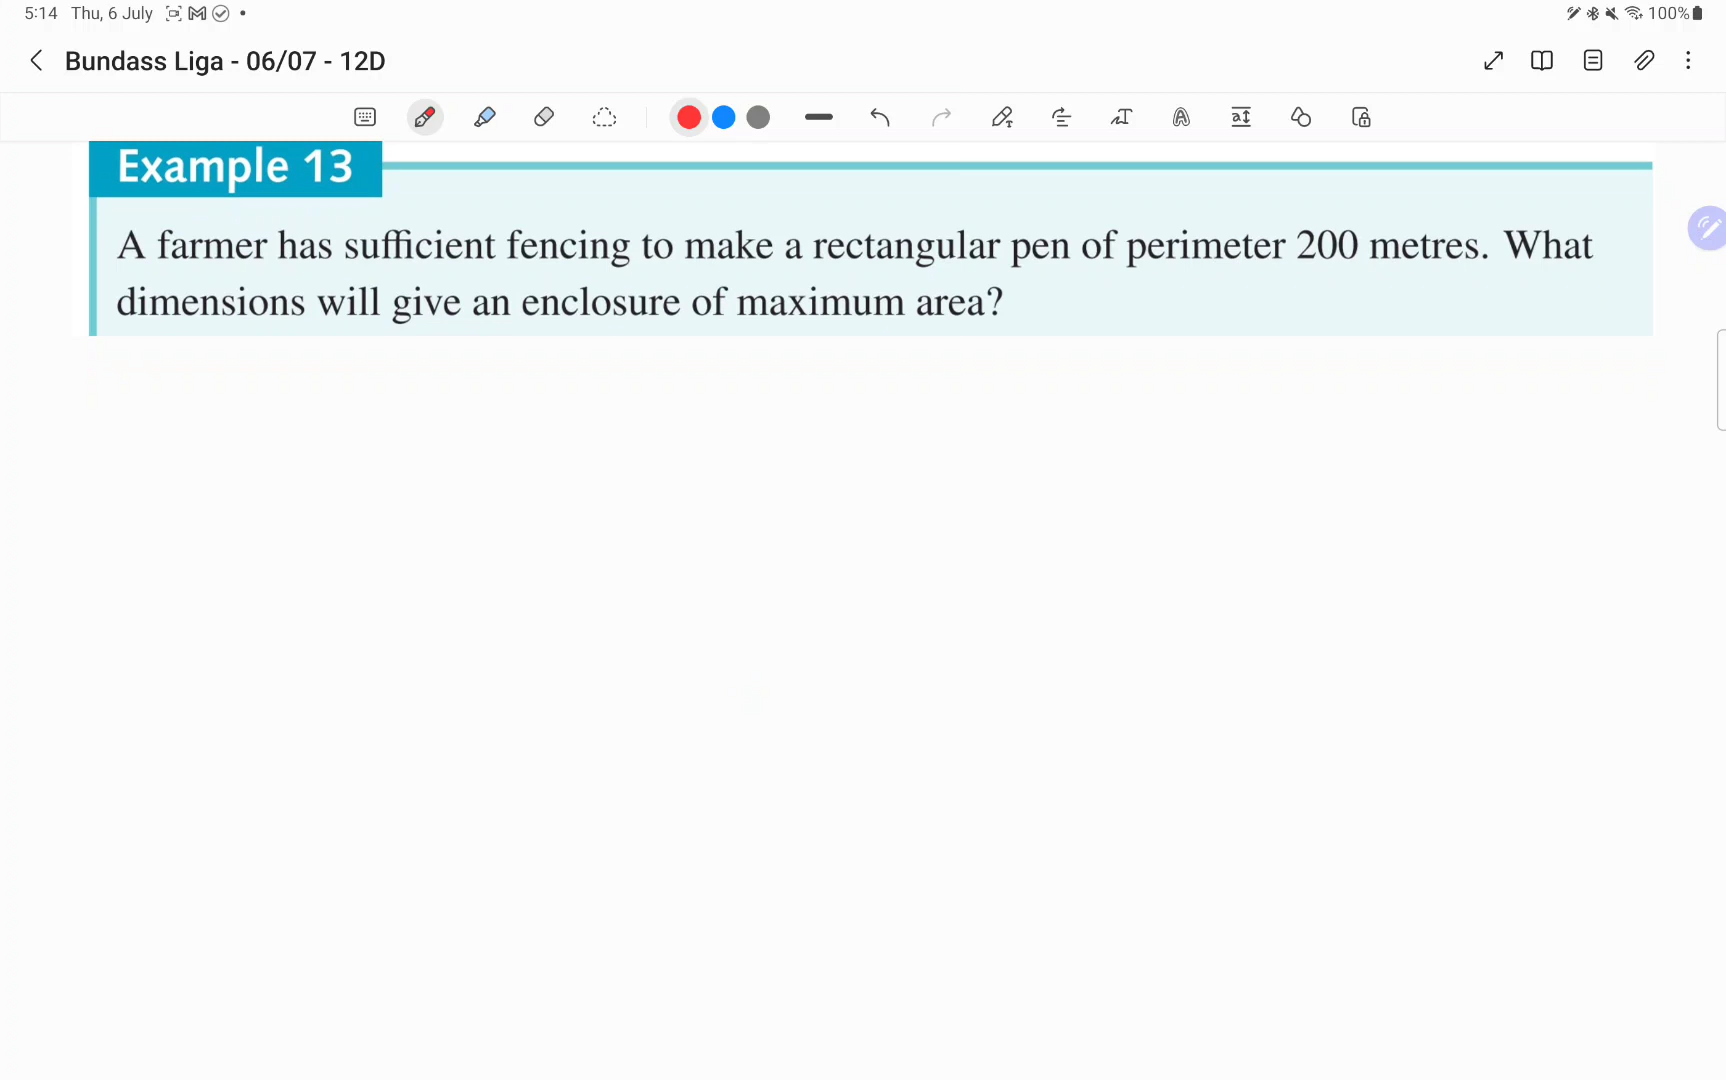 5:14 Thu, 6 July 100%
Bundass Liga - 06/07 - 12D
Example 13
A farmer has sufficient fencing to make a rectangular pen of perimeter 200 metres. What
dimensions will give an enclosure of maximum area?